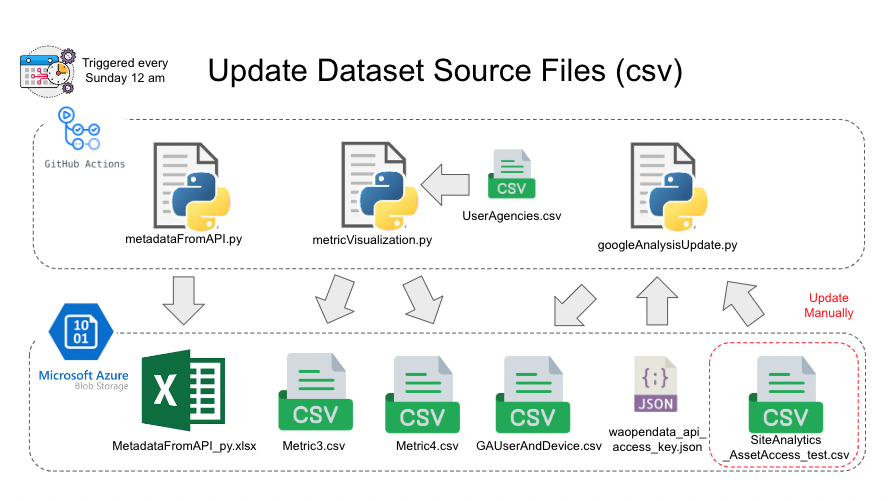 Triggered every
Sunday 12 am
Update Dataset Source Files (csv)
GitHub Actions
CSV
UserAgencies.csv
metadataFromAPI.py
metricVisualization.py
googleAnalysisUpdate.py
Update
Manually
10
01
Microsoft Azure
Blob Storage
X
CSV
CSV
CSV
{;}
JSON
CSV
MetadataFromAPI_py.xlsx
Metric3.csv
Metric4.csv
GAUserAndDevice.csv
waopendata_api_
access_key.json
SiteAnalytics
_AssetAccess_test.csv